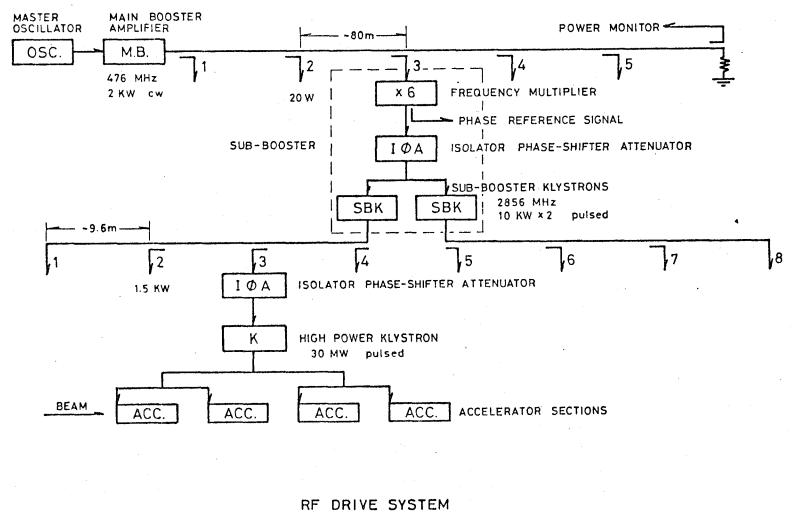 MASTER
OSCILLATOR
MAIN BOOSTER
AMPLIFIER
POWER MONITOR
~80m
OSC.
M.B.
1
2
3
4
5
476 MHz
2 KW cw
20 W
× 6
FREQUENCY MULTIPLIER
PHASE REFERENCE SIGNAL
SUB-BOOSTER
I Φ A
ISOLATOR PHASE-SHIFTER ATTENUATOR
SUB-BOOSTER KLYSTRONS
2856 MHz
10 KW × 2 pulsed
SBK
SBK
~9.6m
1
2
3
4
5
6
7
8
1.5 KW
I Φ A
ISOLATOR PHASE-SHIFTER ATTENUATOR
K
HIGH POWER KLYSTRON
30 MW pulsed
BEAM
ACC.
ACC.
ACC.
ACC.
ACCELERATOR SECTIONS
RF DRIVE SYSTEM